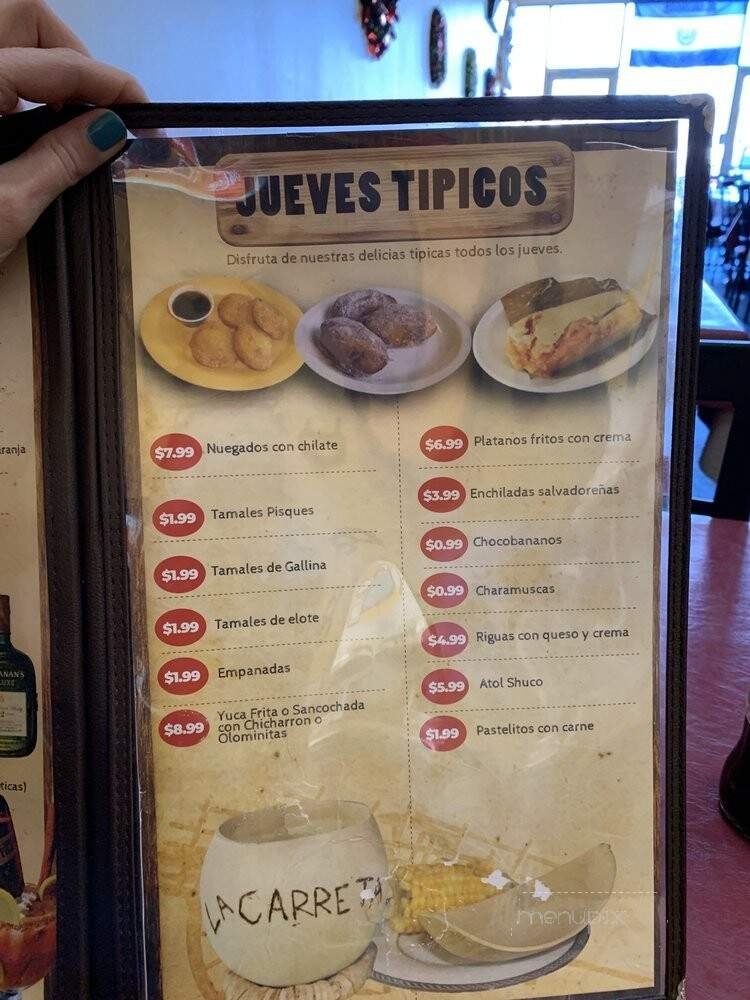 JUEVES TIPICOS
Disfruta de nuestras delicias tipicas todos los jueves.
$7.99 Nuegados con chilate
$1.99 Tamales Pisques
$1.99 Tamales de Gallina
$1.99 Tamales de elote
$1.99 Empanadas
$8.99 Yuca Frita o Sancochada
con Chicharron o
Olominitas
$6.99 Platanos fritos con crema
$3.99 Enchiladas salvadoreñas
$0.99 Chocobananos
$0.99 Charamuscas
$4.99 Riguas con queso y crema
$5.99 Atol Shuco
$1.99 Pastelitos con carne
LA CARRETA
menupix